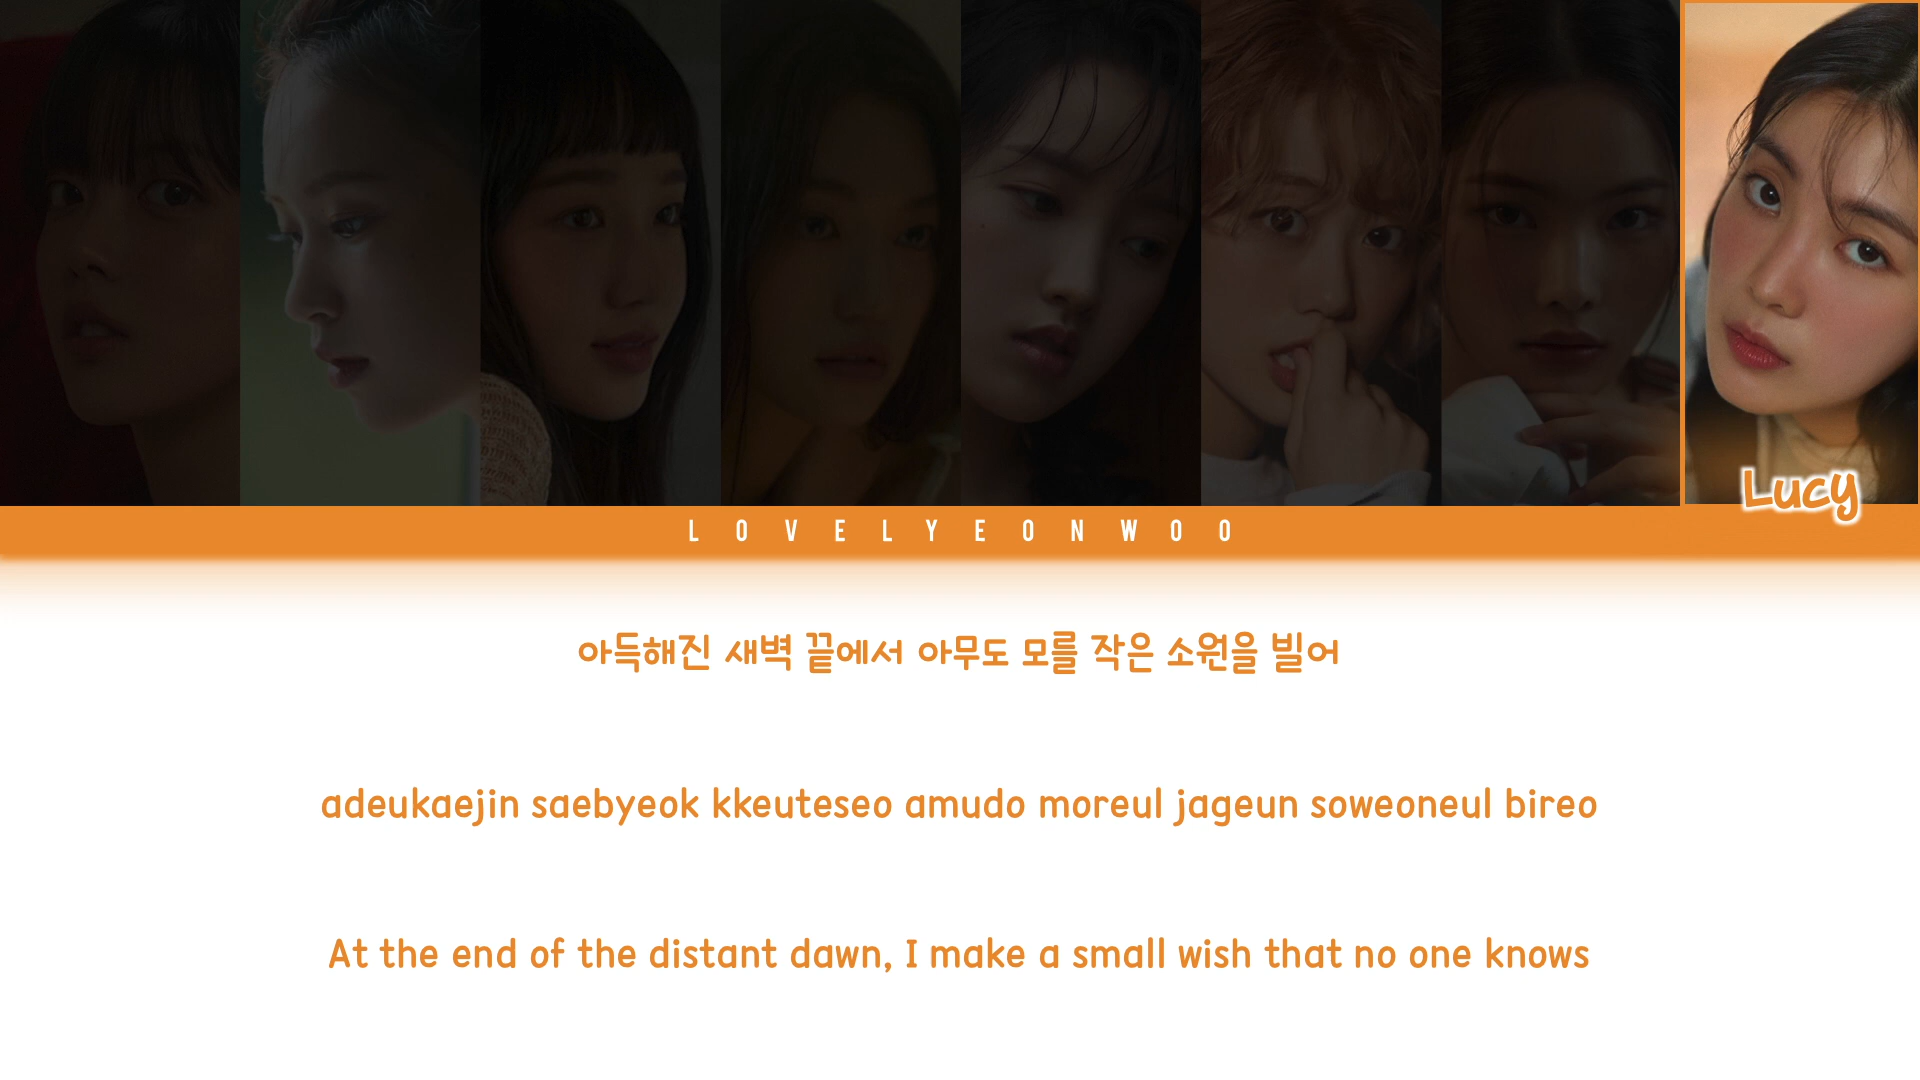 Lucy
LOVELYEONWOO
아득해진 새벽 끝에서 아무도 모를 작은 소원을 빌어
adeukaejin saebyeok kkeuteseo amudo moreul jageun soweoneul bireo
At the end of the distant dawn, I make a small wish that no one knows